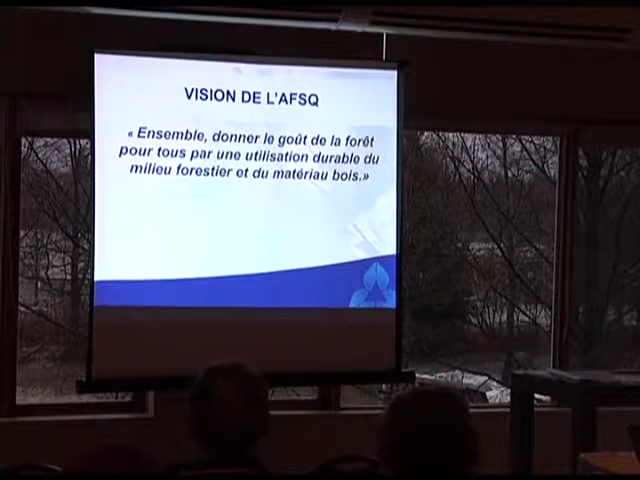 VISION DE L'AFSQ
« Ensemble, donner le goût de la forêt
pour tous par une utilisation durable du
milieu forestier et du matériau bois.»